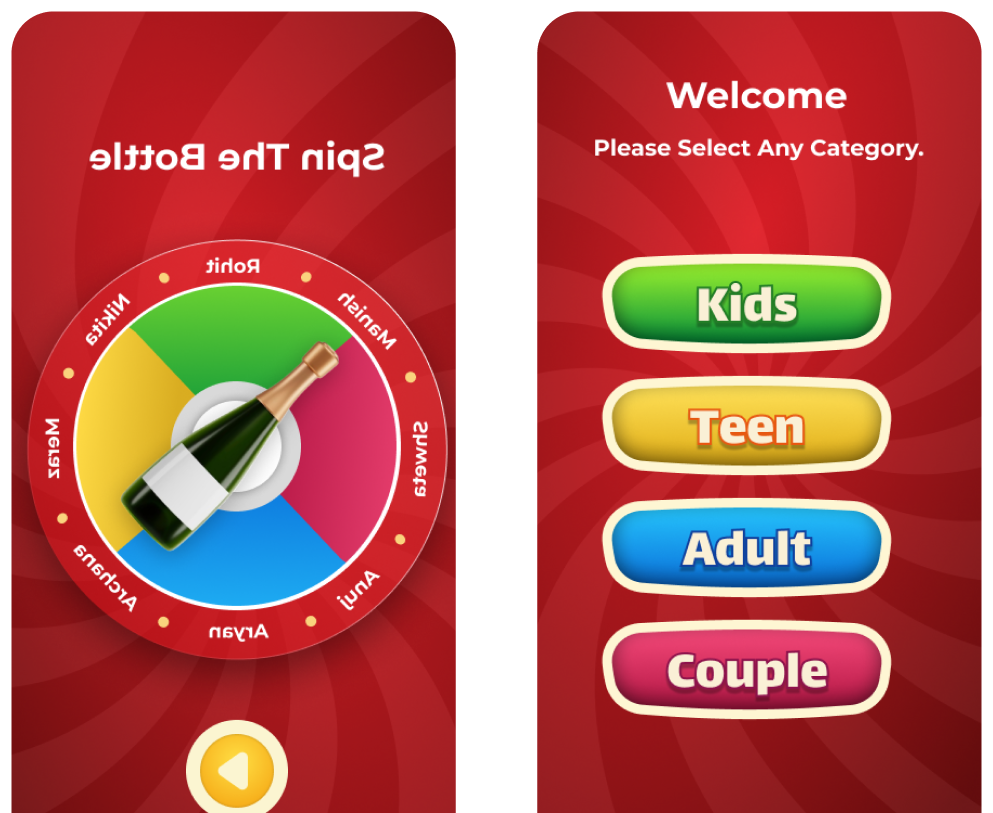 Spin The Bottle
Rohit
Manish
Nikita
Shweta
Meraz
Anuj
Archana
Aryan
Welcome
Please Select Any Category.
Kids
Teen
Adult
Couple